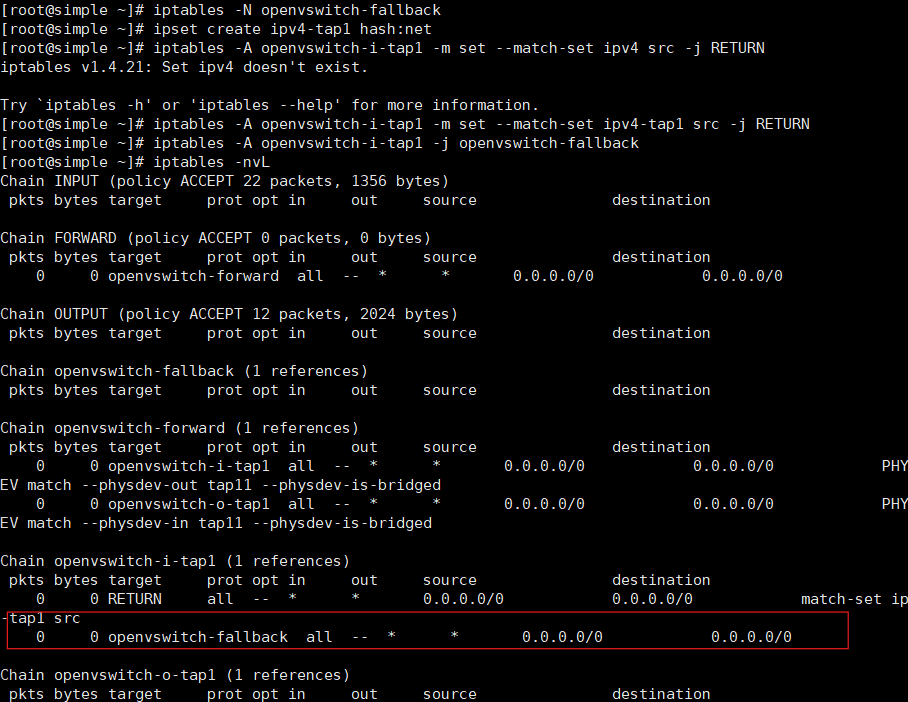 [root@simple ~]# iptables -N openvswitch-fallback
[root@simple ~]# ipset create ipv4-tap1 hash:net
[root@simple ~]# iptables -A openvswitch-i-tap1 -m set --match-set ipv4 src -j RETURN
iptables v1.4.21: Set ipv4 doesn't exist.
Try `iptables -h' or 'iptables --help' for more information.
[root@simple ~]# iptables -A openvswitch-i-tap1 -m set --match-set ipv4-tap1 src -j RETURN
[root@simple ~]# iptables -A openvswitch-i-tap1 -j openvswitch-fallback
[root@simple ~]# iptables -nvL
Chain INPUT (policy ACCEPT 22 packets, 1356 bytes)
 pkts bytes target     prot opt in     out     source               destination
Chain FORWARD (policy ACCEPT 0 packets, 0 bytes)
 pkts bytes target     prot opt in     out     source               destination
    0     0 openvswitch-forward  all  --  *      *       0.0.0.0/0            0.0.0.0/0
Chain OUTPUT (policy ACCEPT 12 packets, 2024 bytes)
 pkts bytes target     prot opt in     out     source               destination
Chain openvswitch-fallback (1 references)
 pkts bytes target     prot opt in     out     source               destination
Chain openvswitch-forward (1 references)
 pkts bytes target     prot opt in     out     source               destination
    0     0 openvswitch-i-tap1  all  --  *      *       0.0.0.0/0            0.0.0.0/0            PHY
EV match --physdev-out tap11 --physdev-is-bridged
    0     0 openvswitch-o-tap1  all  --  *      *       0.0.0.0/0            0.0.0.0/0            PHY
EV match --physdev-in tap11 --physdev-is-bridged
Chain openvswitch-i-tap1 (1 references)
 pkts bytes target     prot opt in     out     source               destination
    0     0 RETURN     all  --  *      *       0.0.0.0/0            0.0.0.0/0            match-set ip
-tap1 src
    0     0 openvswitch-fallback  all  --  *      *       0.0.0.0/0            0.0.0.0/0
Chain openvswitch-o-tap1 (1 references)
 pkts bytes target     prot opt in     out     source               destination